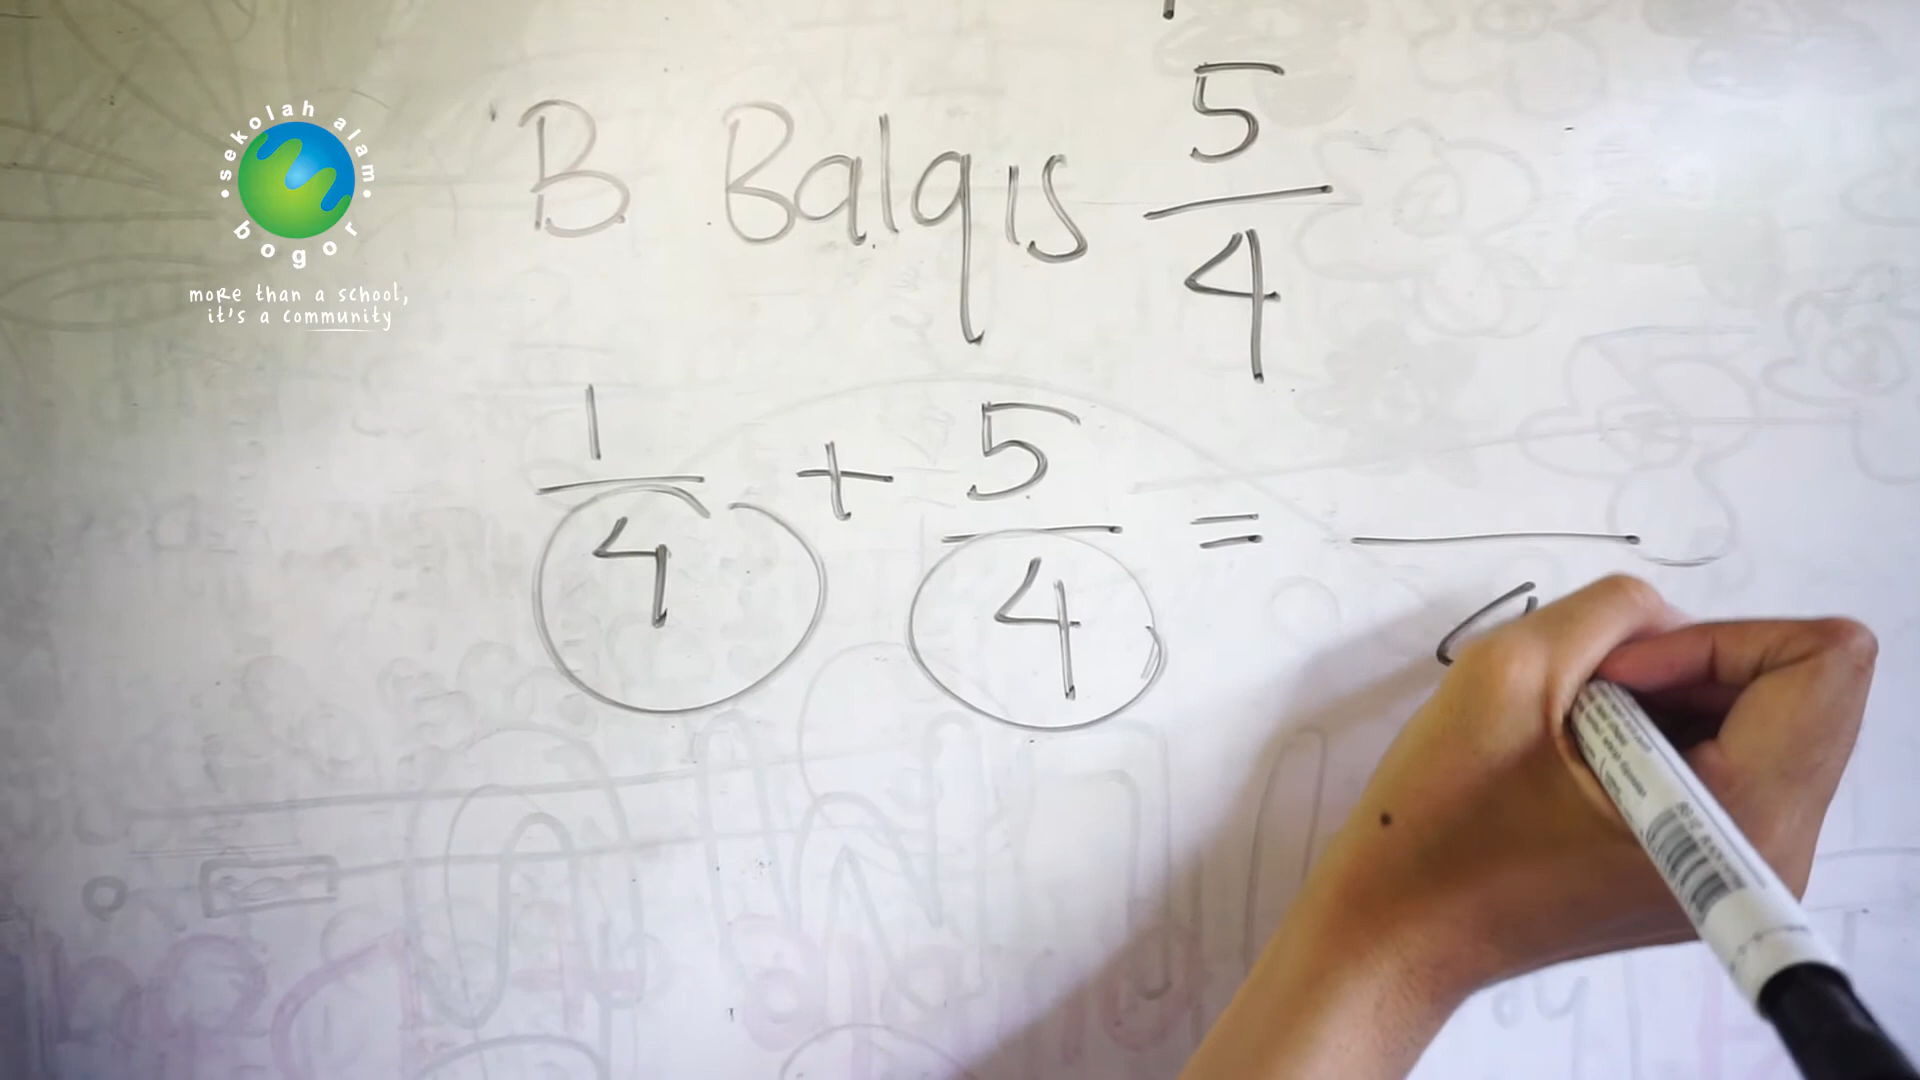 sekolah alam
bogor
more than a school,
it's a community
B Balqis 5/4
1/4 + 5/4 =